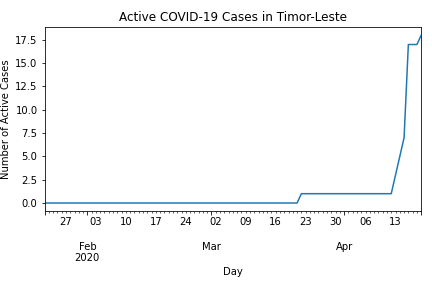 Active COVID-19 Cases in Timor-Leste
Number of Active Cases
17.5
15.0
12.5
10.0
7.5
5.0
2.5
0.0
27 03 10 17 24 02 09 16 23 30 06 13
Feb Mar Apr
2020
Day